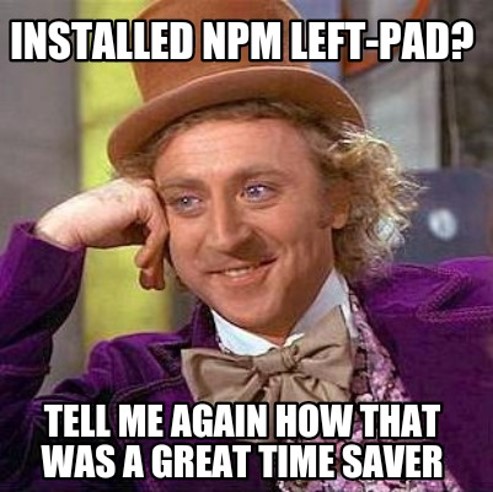 INSTALLED NPM LEFT-PAD?
TELL ME AGAIN HOW THAT
WAS A GREAT TIME SAVER